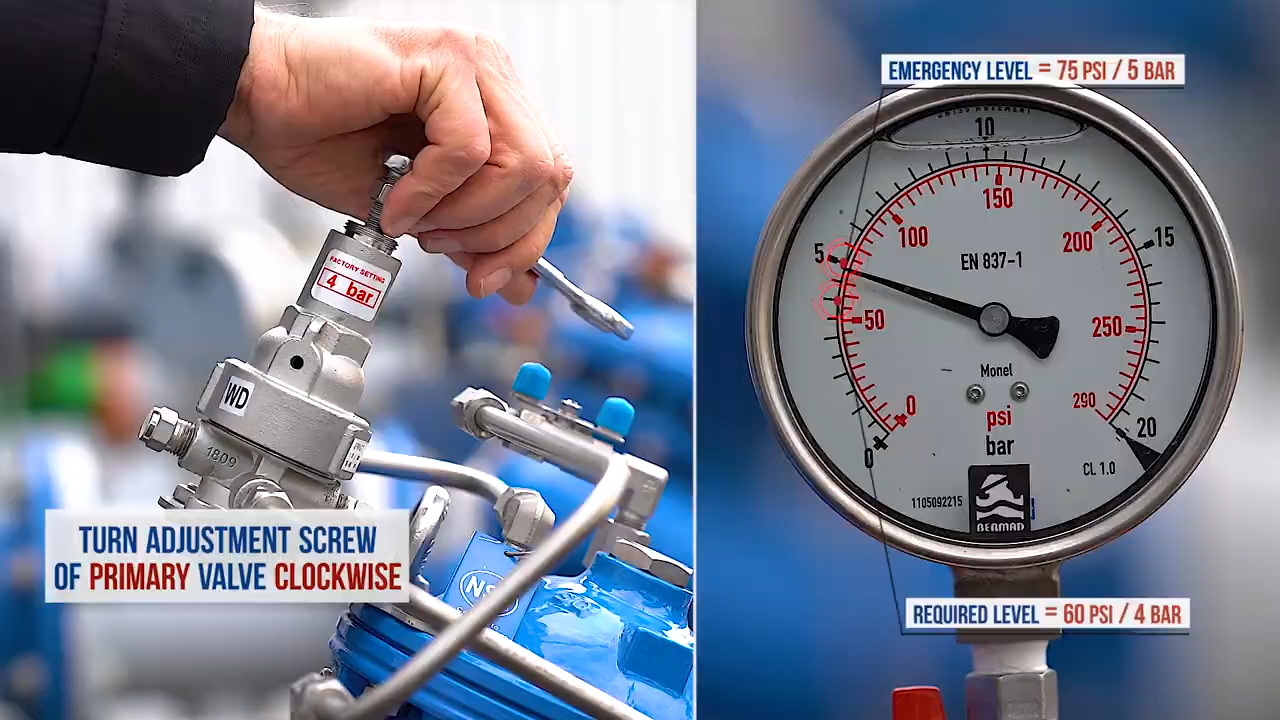 FACTORY SETTING
4 bar
WD
1809
NSF
TURN ADJUSTMENT SCREW
OF PRIMARY VALVE CLOCKWISE
EMERGENCY LEVEL = 75 PSI / 5 BAR
10
150
100
200
5
15
EN 837-1
50
250
Monel
0
290
psi
bar
20
0
CL 1.0
1105092215
BERMAD
REQUIRED LEVEL = 60 PSI / 4 BAR